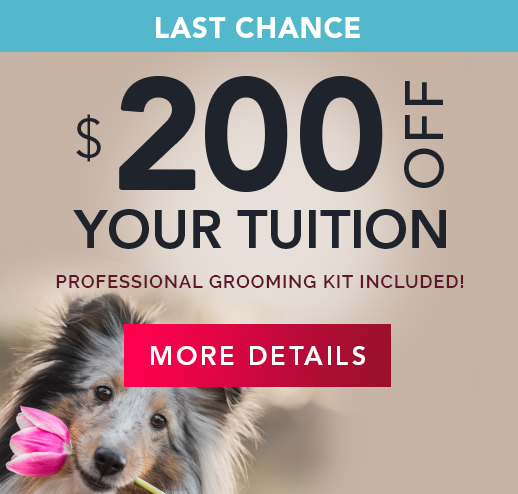 LAST CHANCE
$200 OFF
YOUR TUITION
PROFESSIONAL GROOMING KIT INCLUDED!
MORE DETAILS